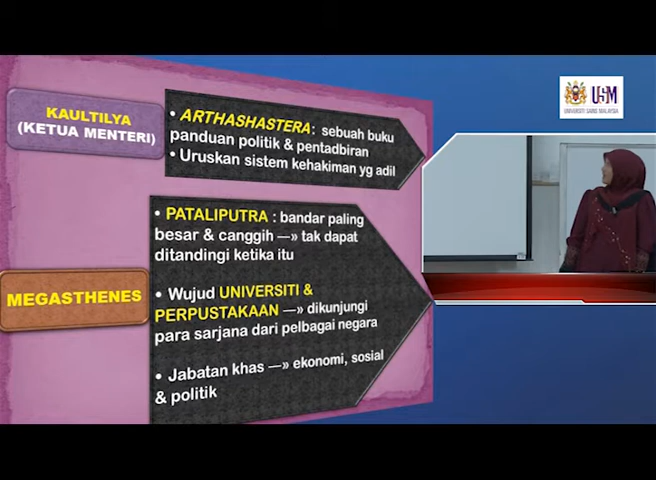 USM
UNIVERSITI SAINS MALAYSIA
KAULTILYA
(KETUA MENTERI)
• ARTHASHASTERA : sebuah buku
panduan politik & pentadbiran
• Uruskan sistem kehakiman yg adil
MEGASTHENES
• PATALIPUTRA : bandar paling
besar & canggih —» tak dapat
ditandingi ketika itu
• Wujud UNIVERSITI &
PERPUSTAKAAN —» dikunjungi
para sarjana dari pelbagai negara
• Jabatan khas —» ekonomi, sosial
& politik